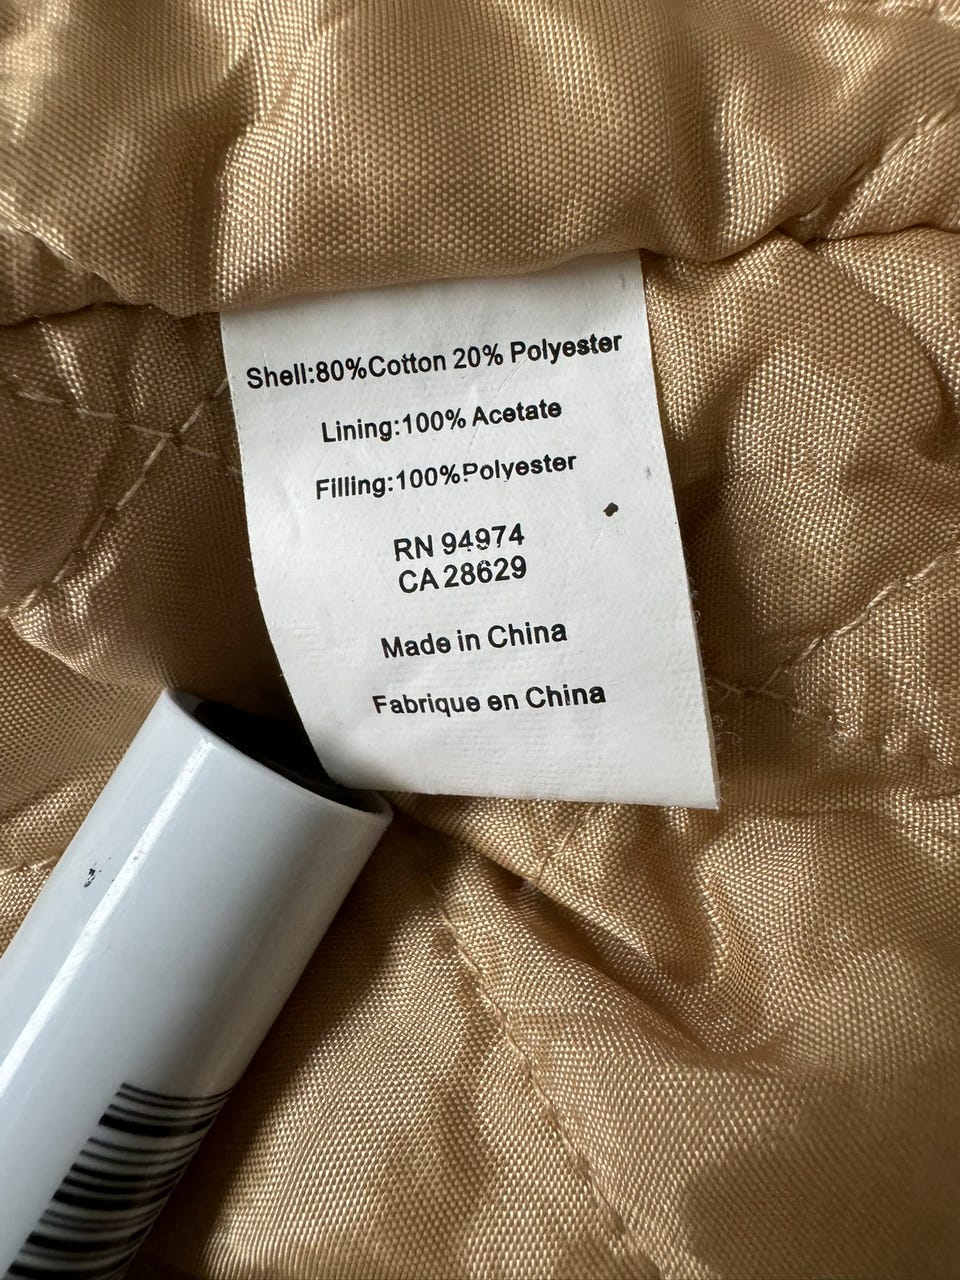 Shell:80%Cotton 20% Polyester
Lining:100% Acetate
Filling:100%Polyester
RN 94974
CA 28629
Made in China
Fabrique en China